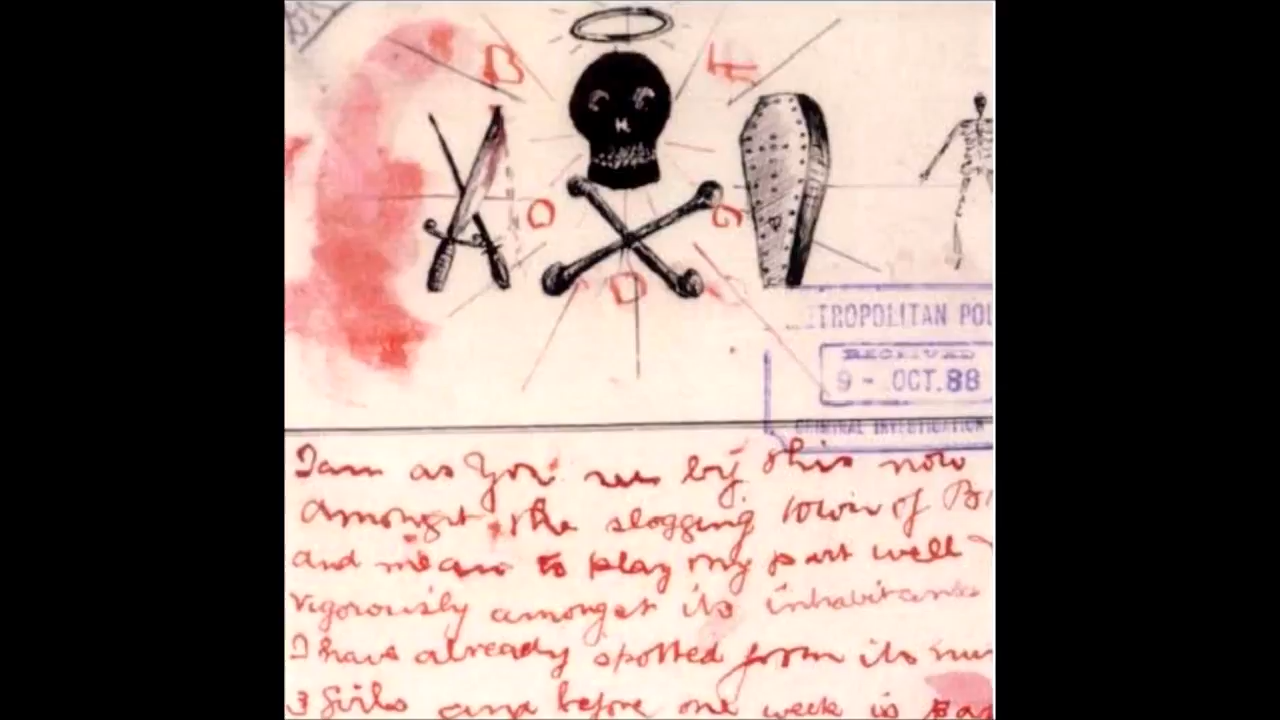 B H
O G
D
TROPOLITAN POL
RECEIVED
9 - OCT. 88
CRIMINAL INVESTIGATION
I am as you see by this now
amongst the slogging town of B
and mean to play my part well
vigorously amongst its inhabitants
I have already spotted from its
3 girls and before one week is